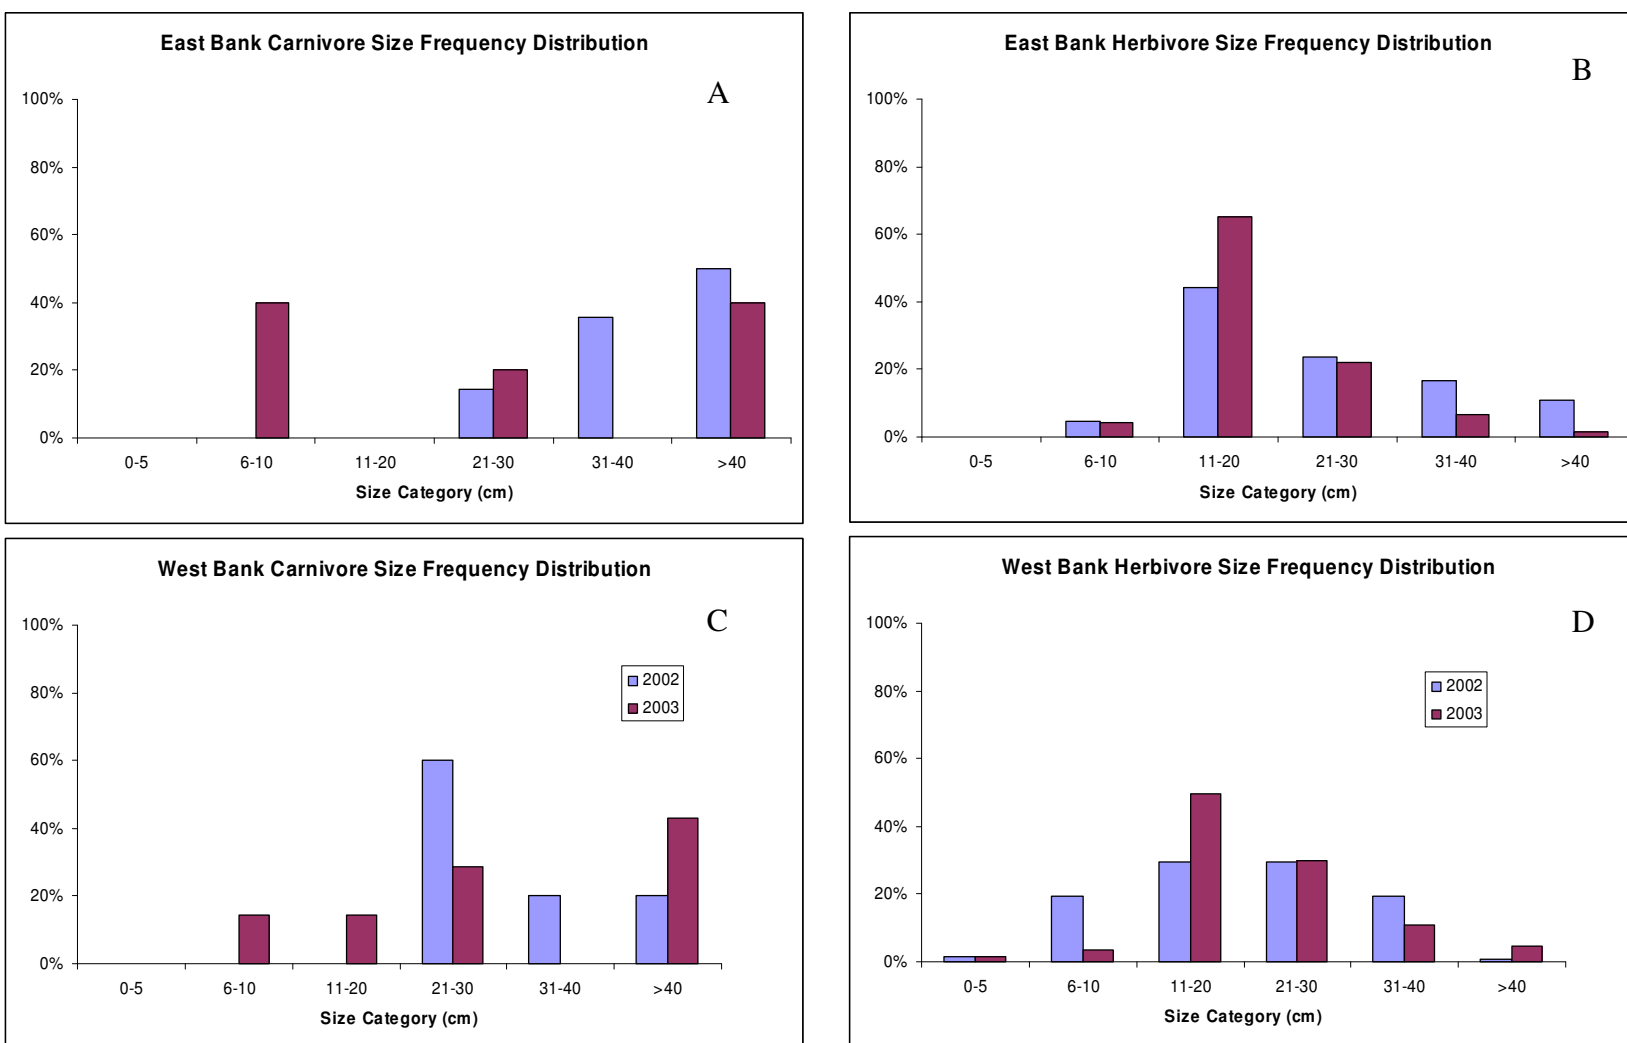 East Bank Carnivore Size Frequency Distribution
A
100%
80%
60%
40%
20%
0%
0-5 6-10 11-20 21-30 31-40 >40
Size Category (cm)
East Bank Herbivore Size Frequency Distribution
B
100%
80%
60%
40%
20%
0%
0-5 6-10 11-20 21-30 31-40 >40
Size Category (cm)
West Bank Carnivore Size Frequency Distribution
C
100%
80%
60%
40%
20%
0%
2002
2003
0-5 6-10 11-20 21-30 31-40 >40
Size Category (cm)
West Bank Herbivore Size Frequency Distribution
D
100%
80%
60%
40%
20%
0%
2002
2003
0-5 6-10 11-20 21-30 31-40 >40
Size Category (cm)